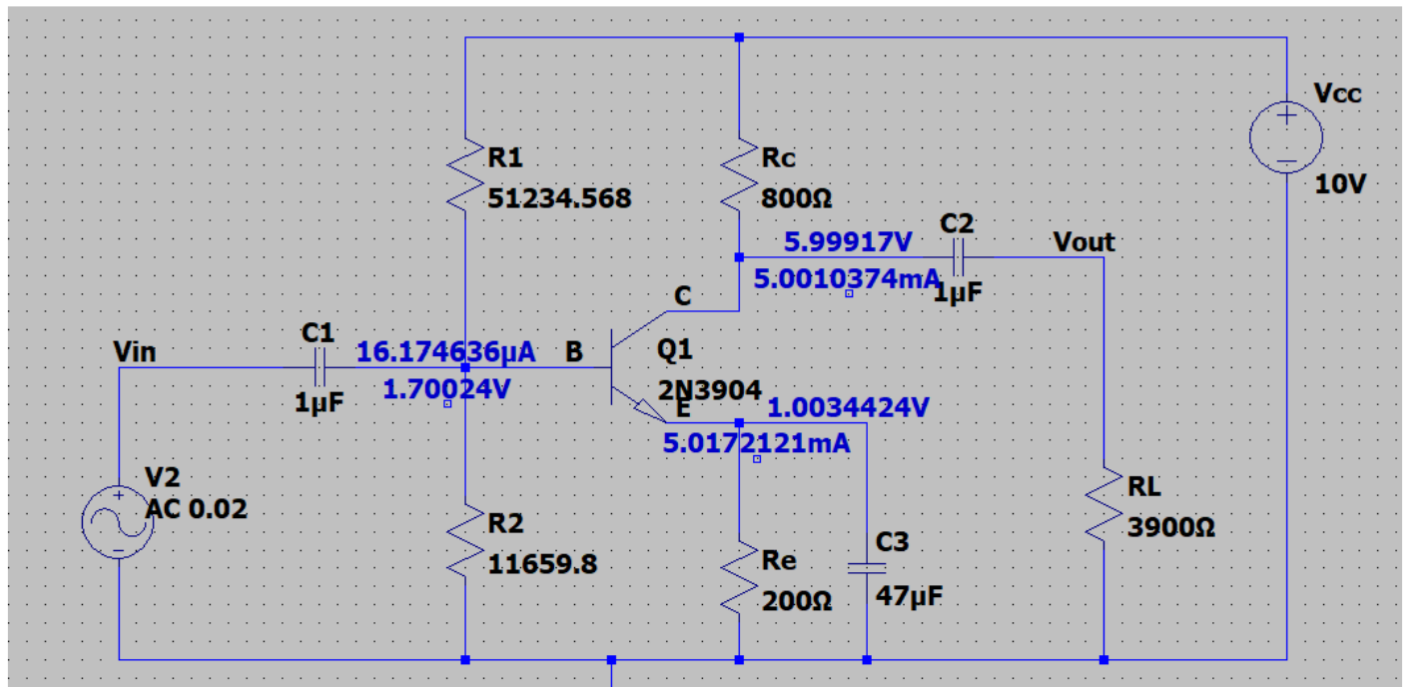 Vcc
10V
R1
51234.568
Rc
800Ω
C2
1µF
5.99917V
5.0010374mA
Vout
C
Vin
C1
1µF
16.174636µA
1.70024V
B
Q1
2N3904
E
1.0034424V
5.0172121mA
V2
AC 0.02
R2
11659.8
Re
200Ω
C3
47µF
RL
3900Ω